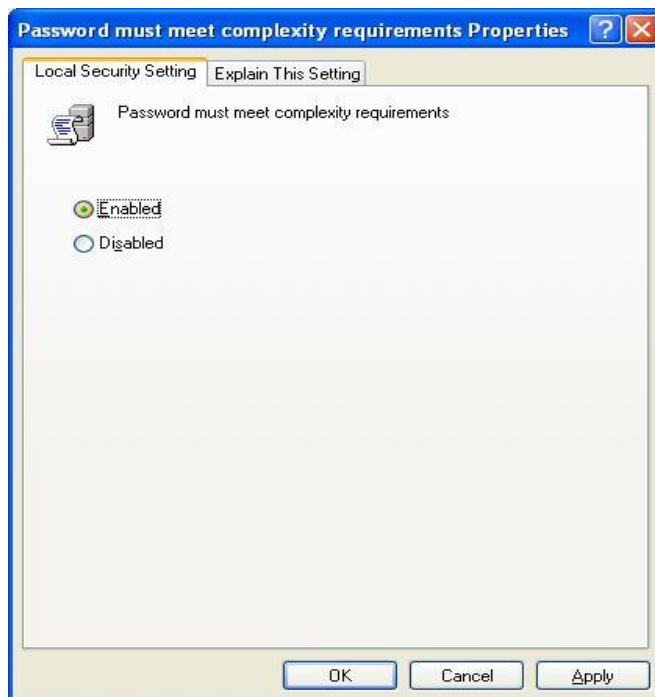 Password must meet complexity requirements Properties ?
Local Security Setting Explain This Setting
Password must meet complexity requirements
Enabled
Disabled
OK Cancel Apply